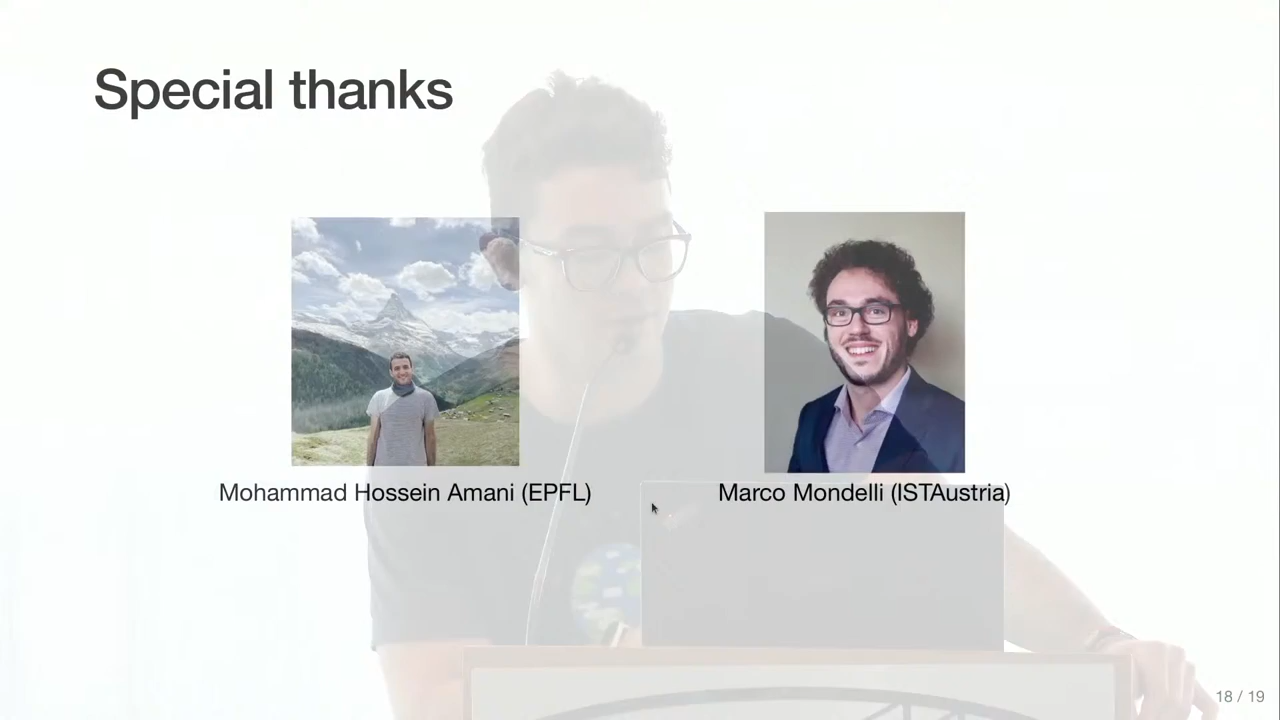 Special thanks
Mohammad Hossein Amani (EPFL)
Marco Mondelli (ISTAustria)
18 / 19